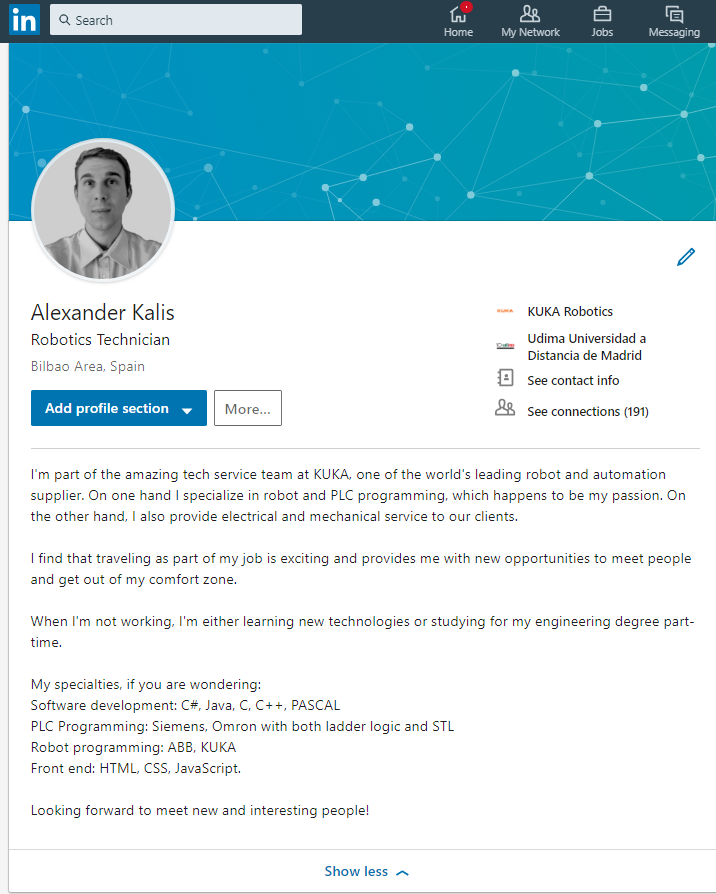 in
Search
Home
My Network
Jobs
Messaging
Alexander Kalis
Robotics Technician
Bilbao Area, Spain
Add profile section
More...
KUKA
KUKA Robotics
Udima Universidad a
Distancia de Madrid
See contact info
See connections (191)
I'm part of the amazing tech service team at KUKA, one of the world's leading robot and automation
supplier. On one hand I specialize in robot and PLC programming, which happens to be my passion. On
the other hand, I also provide electrical and mechanical service to our clients.
I find that traveling as part of my job is exciting and provides me with new opportunities to meet people
and get out of my comfort zone.
When I'm not working, I'm either learning new technologies or studying for my engineering degree part-
time.
My specialties, if you are wondering:
Software development: C#, Java, C, C++, PASCAL
PLC Programming: Siemens, Omron with both ladder logic and STL
Robot programming: ABB, KUKA
Front end: HTML, CSS, JavaScript.
Looking forward to meet new and interesting people!
Show less